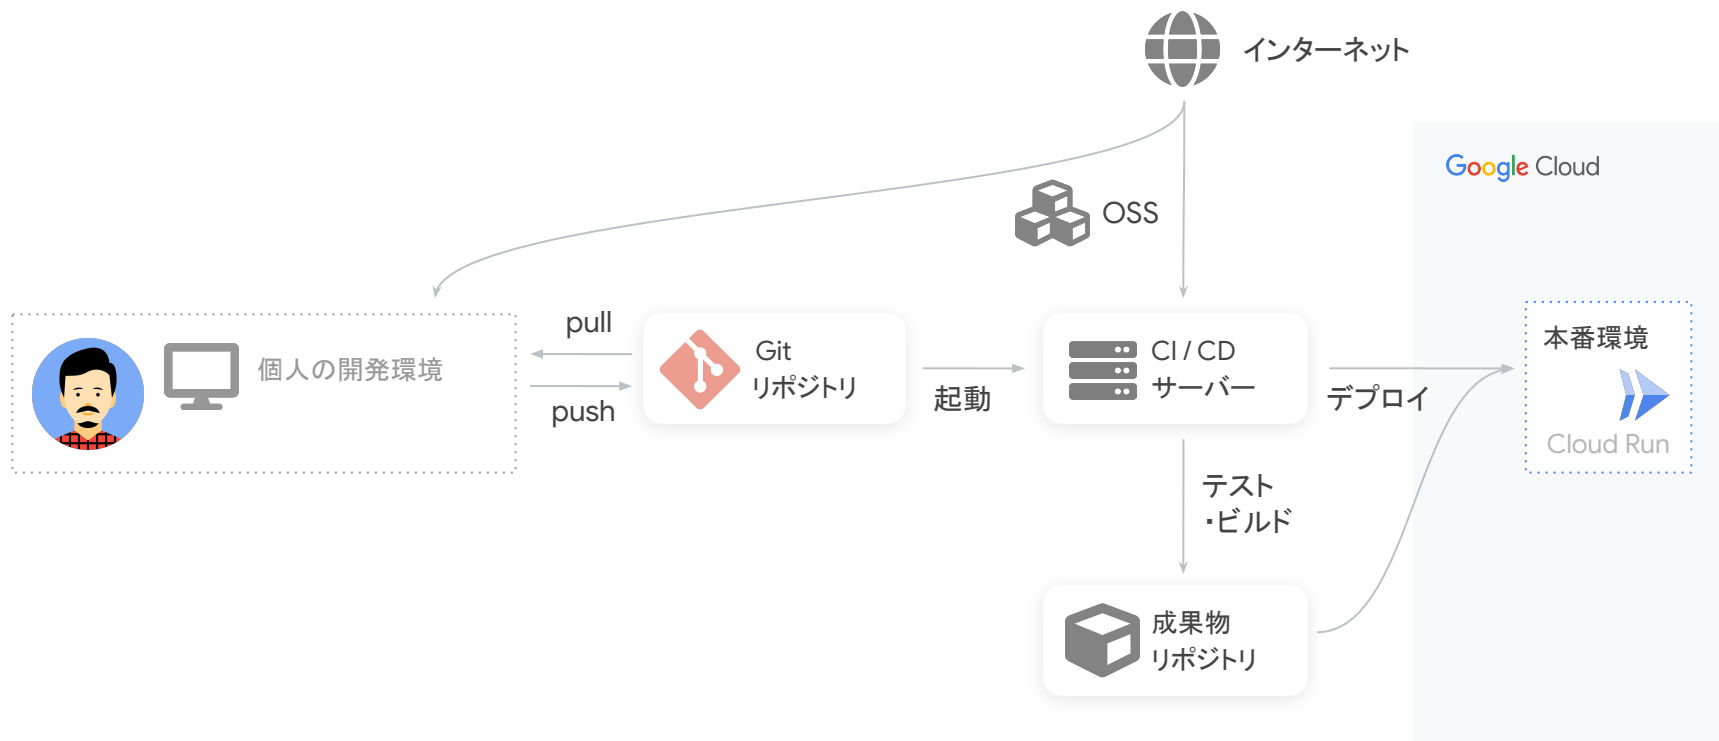 インターネット
Google Cloud
OSS
pull
push
個人の開発環境
Git
リポジトリ
起動
CI / CD
サーバー
デプロイ
本番環境
Cloud Run
テスト
・ビルド
成果物
リポジトリ